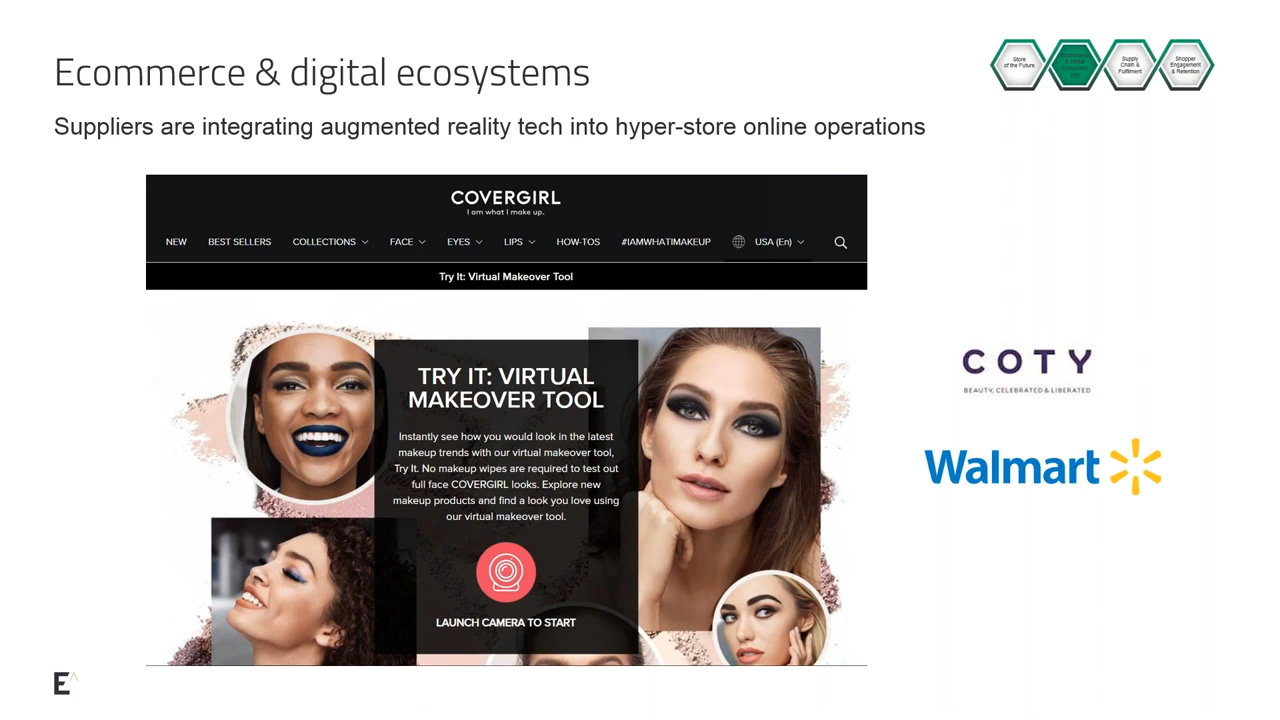 Ecommerce & digital ecosystems
Store
of the Future
Supply
Chain &
Fulfilment
Shopper
Engagement
& Retention
Suppliers are integrating augmented reality tech into hyper-store online operations
COVERGIRL
I am what I make up.
NEW BEST SELLERS COLLECTIONS FACE EYES LIPS HOW-TOS #IAMWHATIMAKEUP USA (En)
Try It: Virtual Makeover Tool
TRY IT: VIRTUAL
MAKEOVER TOOL
Instantly see how you would look in the latest
makeup trends with our virtual makeover tool,
Try It. No makeup wipes are required to test out
full face COVERGIRL looks. Explore new
makeup products and find a look you love using
our virtual makeover tool.
LAUNCH CAMERA TO START
COTY
BEAUTY, CELEBRATED & LIBERATED
Walmart
E